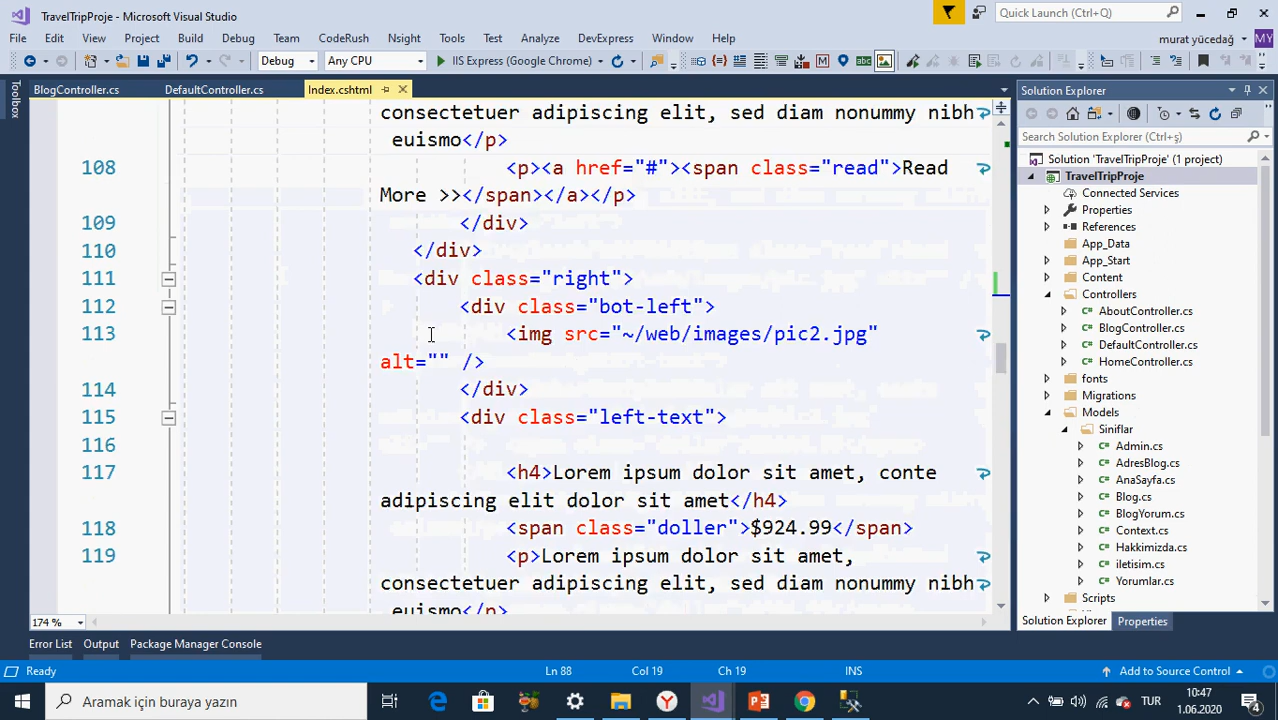 TravelTripProje - Microsoft Visual Studio
Quick Launch (Ctrl+Q)
File Edit View Project Build Debug Team CodeRush Nsight Tools Test Analyze DevExpress Window Help
murat yücedağ MY
Debug Any CPU IIS Express (Google Chrome)
Toolbox
BlogController.cs DefaultController.cs Index.cshtml
consectetuer adipiscing elit, sed diam nonummy nibh
euismo</p>
108 <p><a href="#"><span class="read">Read
More >></span></a></p>
109 </div>
110 </div>
111 <div class="right">
112 <div class="bot-left">
113 <img src="~/web/images/pic2.jpg"
alt="" />
114 </div>
115 <div class="left-text">
116
117 <h4>Lorem ipsum dolor sit amet, conte
adipiscing elit dolor sit amet</h4>
118 <span class="doller">$924.99</span>
119 <p>Lorem ipsum dolor sit amet,
consectetuer adipiscing elit, sed diam nonummy nibh
euismo</p>
174 %
Solution Explorer
Search Solution Explorer (Ctrl+ş)
Solution 'TravelTripProje' (1 project)
TravelTripProje
Connected Services
Properties
References
App_Data
App_Start
Content
Controllers
AboutController.cs
BlogController.cs
DefaultController.cs
HomeController.cs
fonts
Migrations
Models
Siniflar
Admin.cs
AdresBlog.cs
AnaSayfa.cs
Blog.cs
BlogYorum.cs
Context.cs
Hakkimizda.cs
iletisim.cs
Yorumlar.cs
Scripts
Solution Explorer Properties
Error List Output Package Manager Console
Ready Ln 88 Col 19 Ch 19 INS Add to Source Control
Aramak için buraya yazın
TUR
10:47
1.06.2020
4